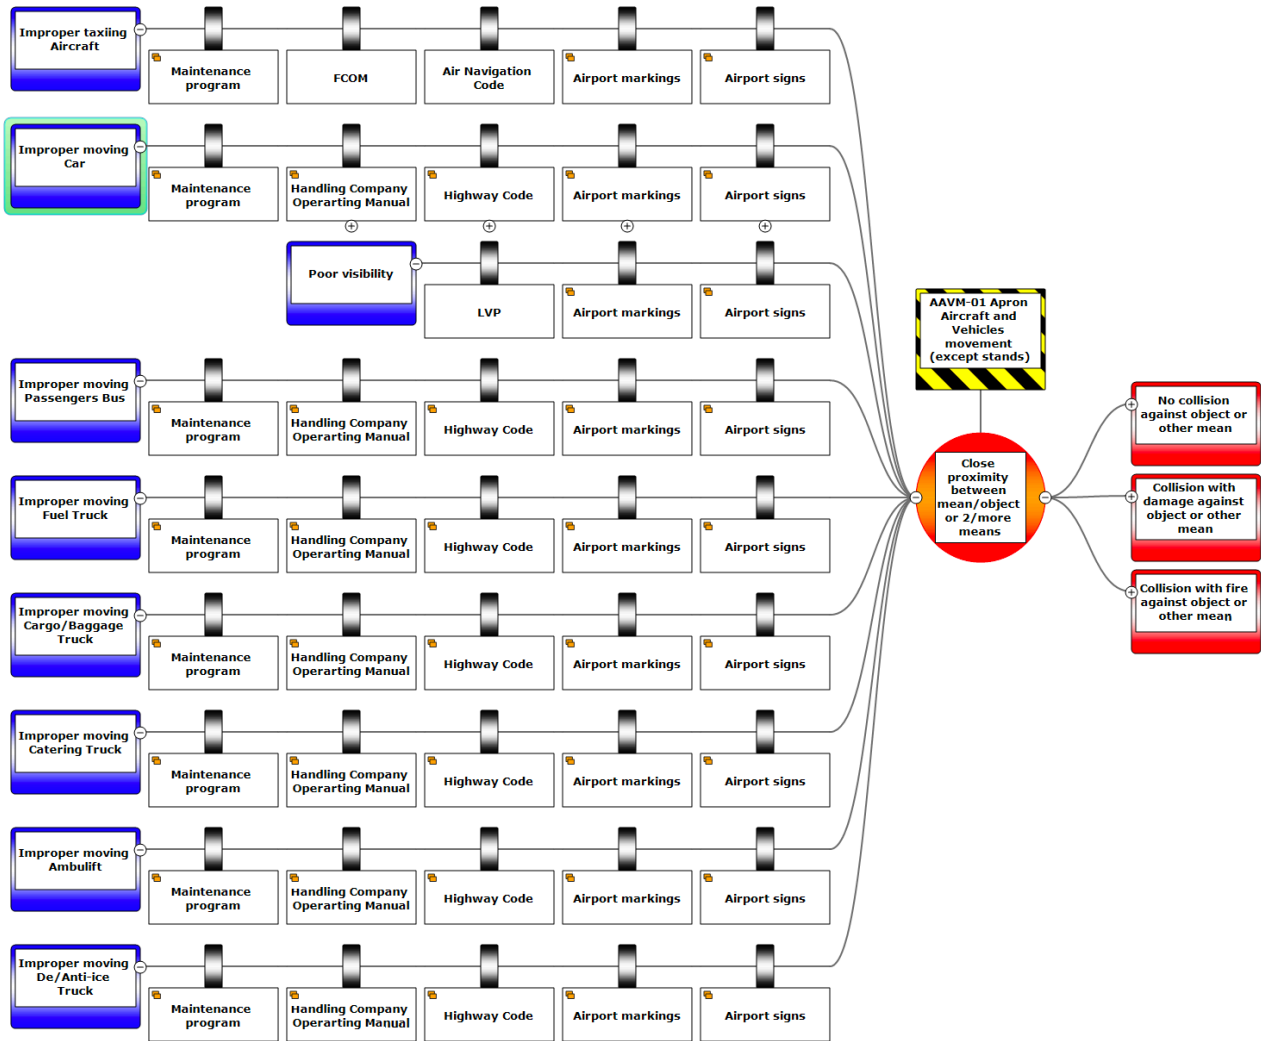 Improper taxiing
Aircraft
Maintenance
program
FCOM
Air Navigation
Code
Airport markings
Airport signs
Improper moving
Car
Maintenance
program
Handling Company
Operarting Manual
Highway Code
Airport markings
Airport signs
Poor visibility
LVP
Airport markings
Airport signs
Improper moving
Passengers Bus
Maintenance
program
Handling Company
Operarting Manual
Highway Code
Airport markings
Airport signs
Improper moving
Fuel Truck
Maintenance
program
Handling Company
Operarting Manual
Highway Code
Airport markings
Airport signs
Improper moving
Cargo/Baggage
Truck
Maintenance
program
Handling Company
Operarting Manual
Highway Code
Airport markings
Airport signs
Improper moving
Catering Truck
Maintenance
program
Handling Company
Operarting Manual
Highway Code
Airport markings
Airport signs
Improper moving
Ambulift
Maintenance
program
Handling Company
Operarting Manual
Highway Code
Airport markings
Airport signs
Improper moving
De/Anti-ice
Truck
Maintenance
program
Handling Company
Operarting Manual
Highway Code
Airport markings
Airport signs
AAVM-01 Apron
Aircraft and
Vehicles
movement
(except stands)
Close
proximity
between
mean/object
or 2/more
means
No collision
against object or
other mean
Collision with
damage against
object or other
mean
Collision with fire
against object or
other mean